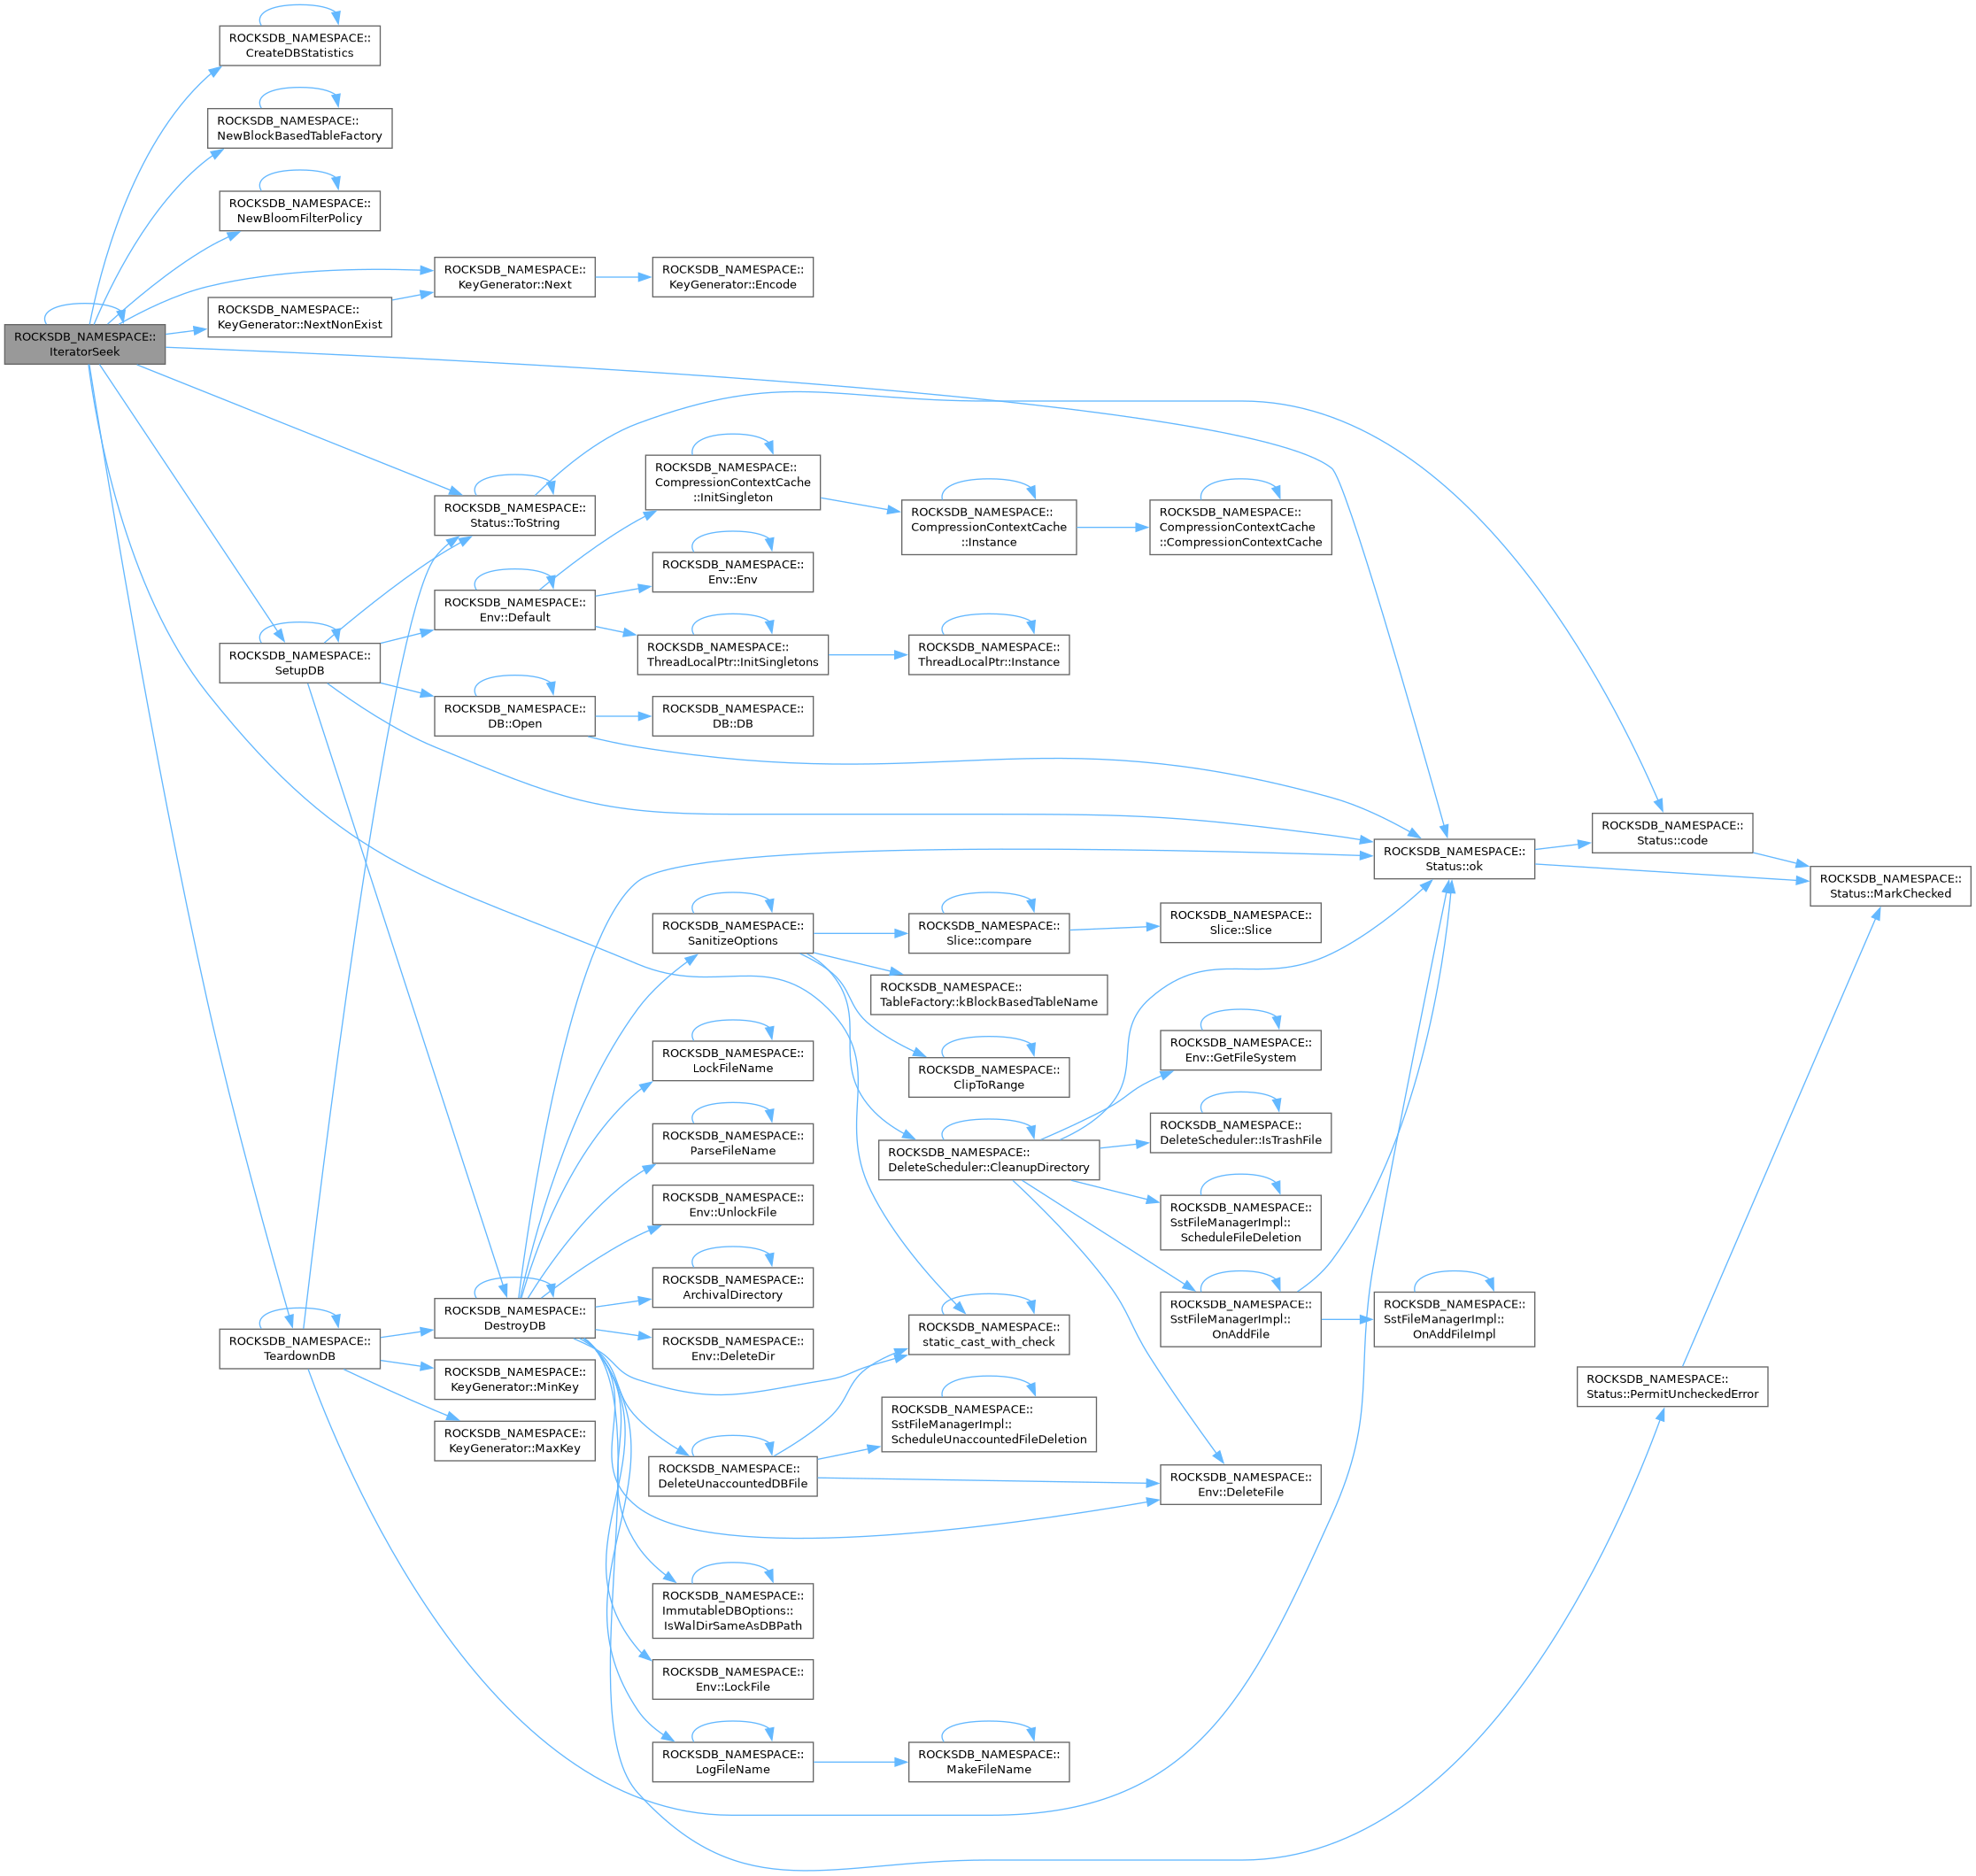 ROCKSDB_NAMESPACE::
CreateDBStatistics
ROCKSDB_NAMESPACE::
NewBlockBasedTableFactory
ROCKSDB_NAMESPACE::
NewBloomFilterPolicy
ROCKSDB_NAMESPACE::
KeyGenerator::Next
ROCKSDB_NAMESPACE::
KeyGenerator::Encode
ROCKSDB_NAMESPACE::
KeyGenerator::NextNonExist
ROCKSDB_NAMESPACE::
IteratorSeek
ROCKSDB_NAMESPACE::
CompressionContextCache
::InitSingleton
ROCKSDB_NAMESPACE::
Status::ToString
ROCKSDB_NAMESPACE::
CompressionContextCache
::Instance
ROCKSDB_NAMESPACE::
CompressionContextCache
::CompressionContextCache
ROCKSDB_NAMESPACE::
Env::Env
ROCKSDB_NAMESPACE::
Env::Default
ROCKSDB_NAMESPACE::
SetupDB
ROCKSDB_NAMESPACE::
ThreadLocalPtr::InitSingletons
ROCKSDB_NAMESPACE::
ThreadLocalPtr::Instance
ROCKSDB_NAMESPACE::
DB::Open
ROCKSDB_NAMESPACE::
DB::DB
ROCKSDB_NAMESPACE::
Status::code
ROCKSDB_NAMESPACE::
Status::ok
ROCKSDB_NAMESPACE::
Status::MarkChecked
ROCKSDB_NAMESPACE::
SanitizeOptions
ROCKSDB_NAMESPACE::
Slice::compare
ROCKSDB_NAMESPACE::
Slice::Slice
ROCKSDB_NAMESPACE::
TableFactory::kBlockBasedTableName
ROCKSDB_NAMESPACE::
LockFileName
ROCKSDB_NAMESPACE::
ClipToRange
ROCKSDB_NAMESPACE::
Env::GetFileSystem
ROCKSDB_NAMESPACE::
ParseFileName
ROCKSDB_NAMESPACE::
DeleteScheduler::CleanupDirectory
ROCKSDB_NAMESPACE::
DeleteScheduler::IsTrashFile
ROCKSDB_NAMESPACE::
Env::UnlockFile
ROCKSDB_NAMESPACE::
SstFileManagerImpl::
ScheduleFileDeletion
ROCKSDB_NAMESPACE::
ArchivalDirectory
ROCKSDB_NAMESPACE::
DestroyDB
ROCKSDB_NAMESPACE::
SstFileManagerImpl::
OnAddFile
ROCKSDB_NAMESPACE::
SstFileManagerImpl::
OnAddFileImpl
ROCKSDB_NAMESPACE::
TeardownDB
ROCKSDB_NAMESPACE::
Env::DeleteDir
ROCKSDB_NAMESPACE::
static_cast_with_check
ROCKSDB_NAMESPACE::
KeyGenerator::MinKey
ROCKSDB_NAMESPACE::
Status::PermitUncheckedError
ROCKSDB_NAMESPACE::
KeyGenerator::MaxKey
ROCKSDB_NAMESPACE::
SstFileManagerImpl::
ScheduleUnaccountedFileDeletion
ROCKSDB_NAMESPACE::
DeleteUnaccountedDBFile
ROCKSDB_NAMESPACE::
Env::DeleteFile
ROCKSDB_NAMESPACE::
ImmutableDBOptions::
IsWalDirSameAsDBPath
ROCKSDB_NAMESPACE::
Env::LockFile
ROCKSDB_NAMESPACE::
LogFileName
ROCKSDB_NAMESPACE::
MakeFileName